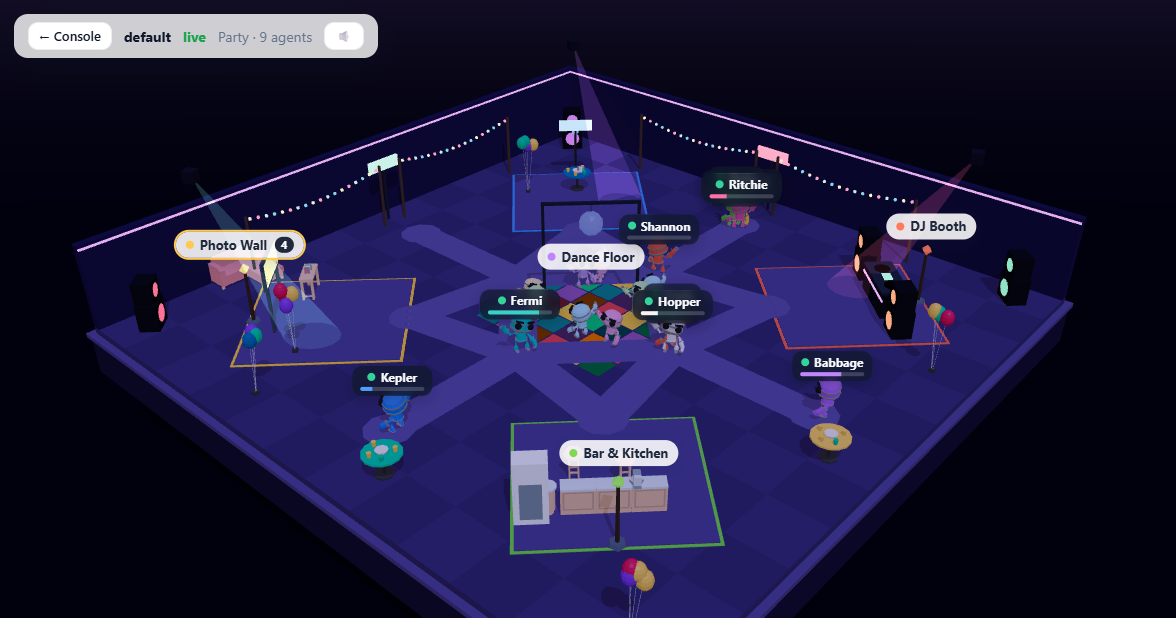 ← Console default live Party · 9 agents
Ritchie
Shannon
DJ Booth
Photo Wall 4
Dance Floor
Fermi
Hopper
Babbage
Kepler
Bar & Kitchen